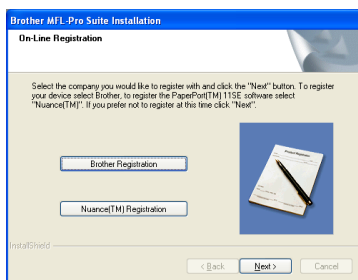 Brother MFL-Pro Suite Installation
On-Line Registration
Select the company you would like to register with and click the "Next" button. To register
your device select Brother, to register the PaperPort(TM) 11SE software select
"Nuance(TM)". If you prefer not to register at this time click "Next".
Brother Registration
Nuance(TM) Registration
InstallShield
< Back
Next >
Cancel